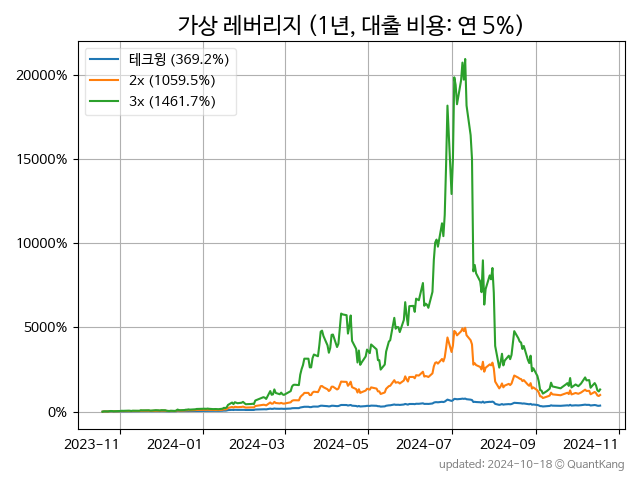 가상 레버리지 (1년, 대출 비용: 연 5%)
테크윙 (369.2%)
2x (1059.5%)
3x (1461.7%)
20000%
15000%
10000%
5000%
0%
2023-11 2024-01 2024-03 2024-05 2024-07 2024-09 2024-11
updated: 2024-10-18 @ QuantKang